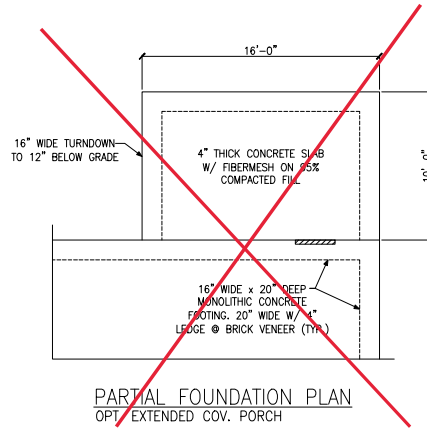 16'-0"
16" WIDE TURNDOWN
TO 12" BELOW GRADE
4" THICK CONCRETE SLAB
W/ FIBERMESH ON 95%
COMPACTED FILL
16" WIDE x 20" DEEP
MONOLITHIC CONCRETE
FOOTING. 20" WIDE W/ 4"
LEDGE @ BRICK VENEER (TYP.)
PARTIAL FOUNDATION PLAN
OPT. EXTENDED COV. PORCH